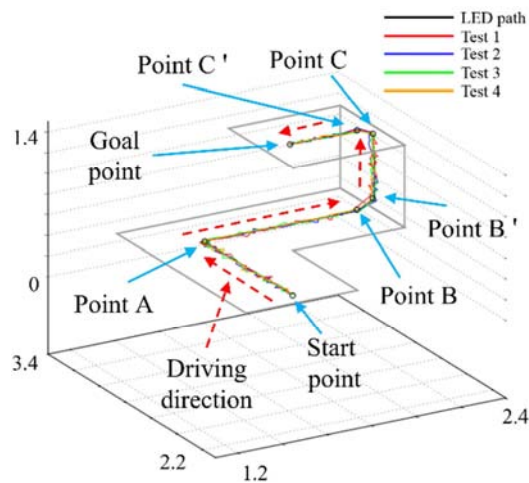 LED path
Test 1
Test 2
Test 3
Test 4
Point C '
Point C
1.4
Goal
point
Point B '
0
Point A
Point B
Start
point
3.4
Driving
direction
2.4
2.2
1.2